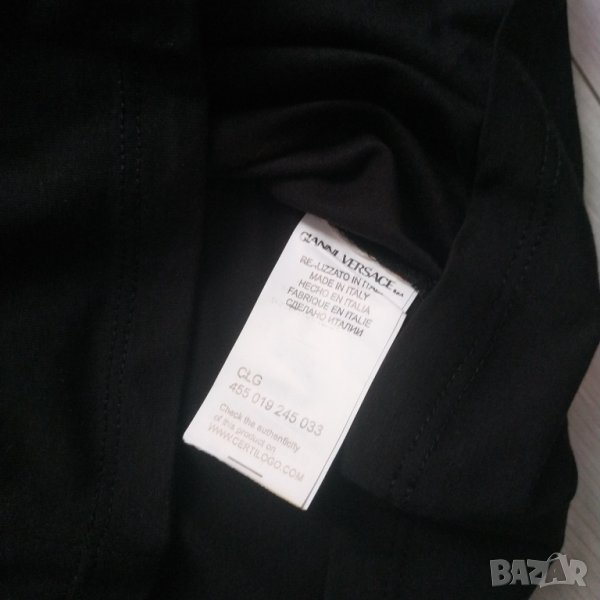 GIANNI VERSACE S.P.A.
REALIZZATO IN ITALIA
MADE IN ITALY
HECHO EN ITALIA
FABRIQUE EN ITALIE
СДЕЛАНО ИТАЛИИ
CLG
455 019 245 033
Check the authenticity
of this product on
WWW.CERTILOGO.COM
BAZAR